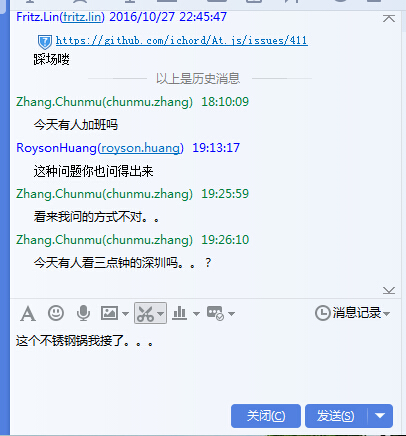 Fritz.Lin(fritz.lin) 2016/10/27 22:45:47
https://github.com/ichord/At.js/issues/411
踩场喽
以上是历史消息
Zhang.Chunmu(chunmu.zhang) 18:10:09
今天有人加班吗
RoysonHuang(royson.huang) 19:13:17
这种问题你也问得出来
Zhang.Chunmu(chunmu.zhang) 19:25:59
看来我问的方式不对。。
Zhang.Chunmu(chunmu.zhang) 19:26:10
今天有人看三点钟的深圳吗。。？
消息记录
这个不锈钢锅我接了。。。
关闭(C) 发送(S)